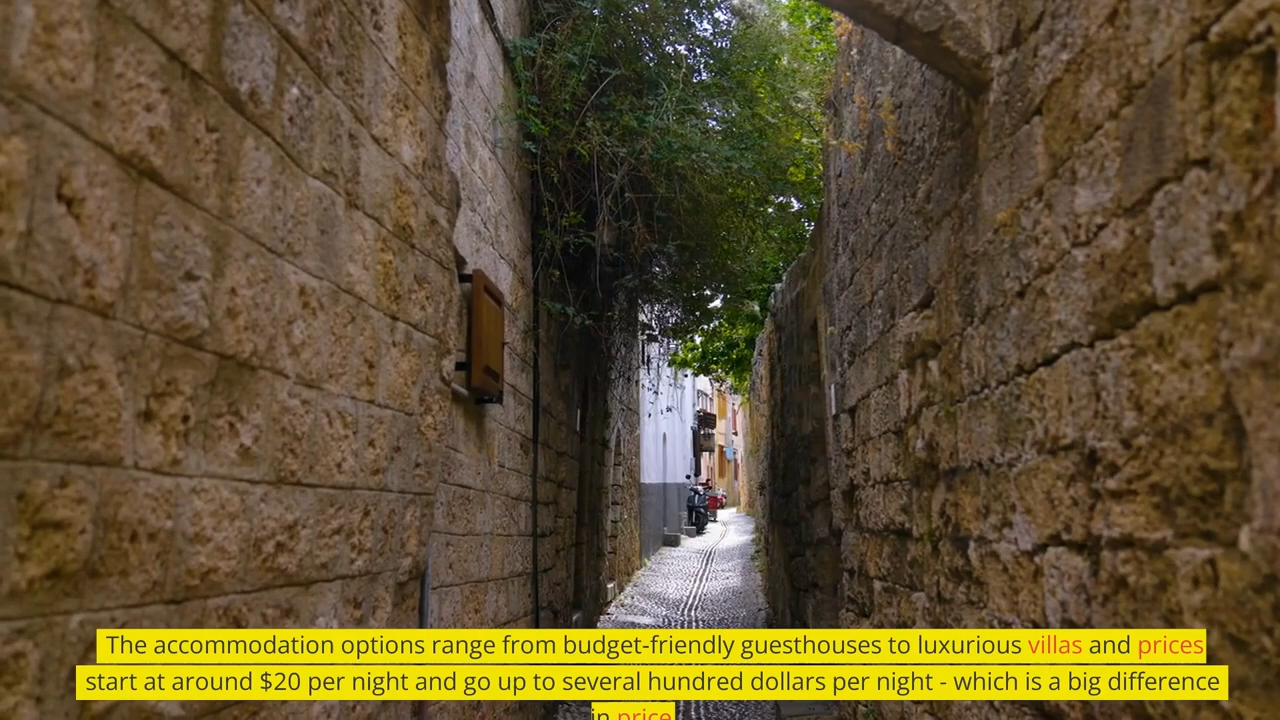 The accommodation options range from budget-friendly guesthouses to luxurious villas and prices
start at around $20 per night and go up to several hundred dollars per night - which is a big difference
in price